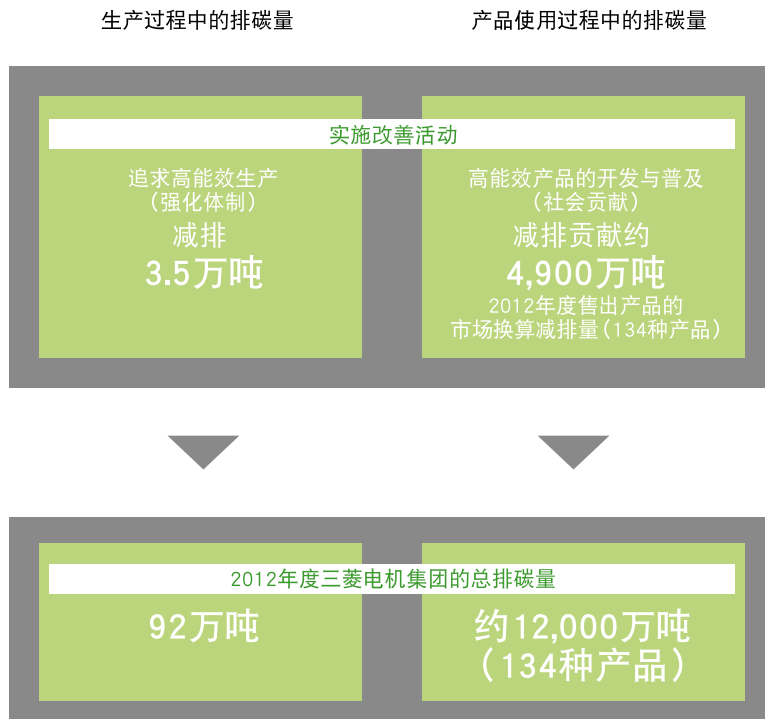 生产过程中的排碳量
产品使用过程中的排碳量
实施改善活动
追求高能效生产
（强化体制）
减排
3.5万吨
高能效产品的开发与普及
（社会贡献）
减排贡献约
4,900万吨
2012年度售出产品的
市场换算减排量（134种产品）
2012年度三菱电机集团的总排碳量
92万吨
约12,000万吨
（134种产品）